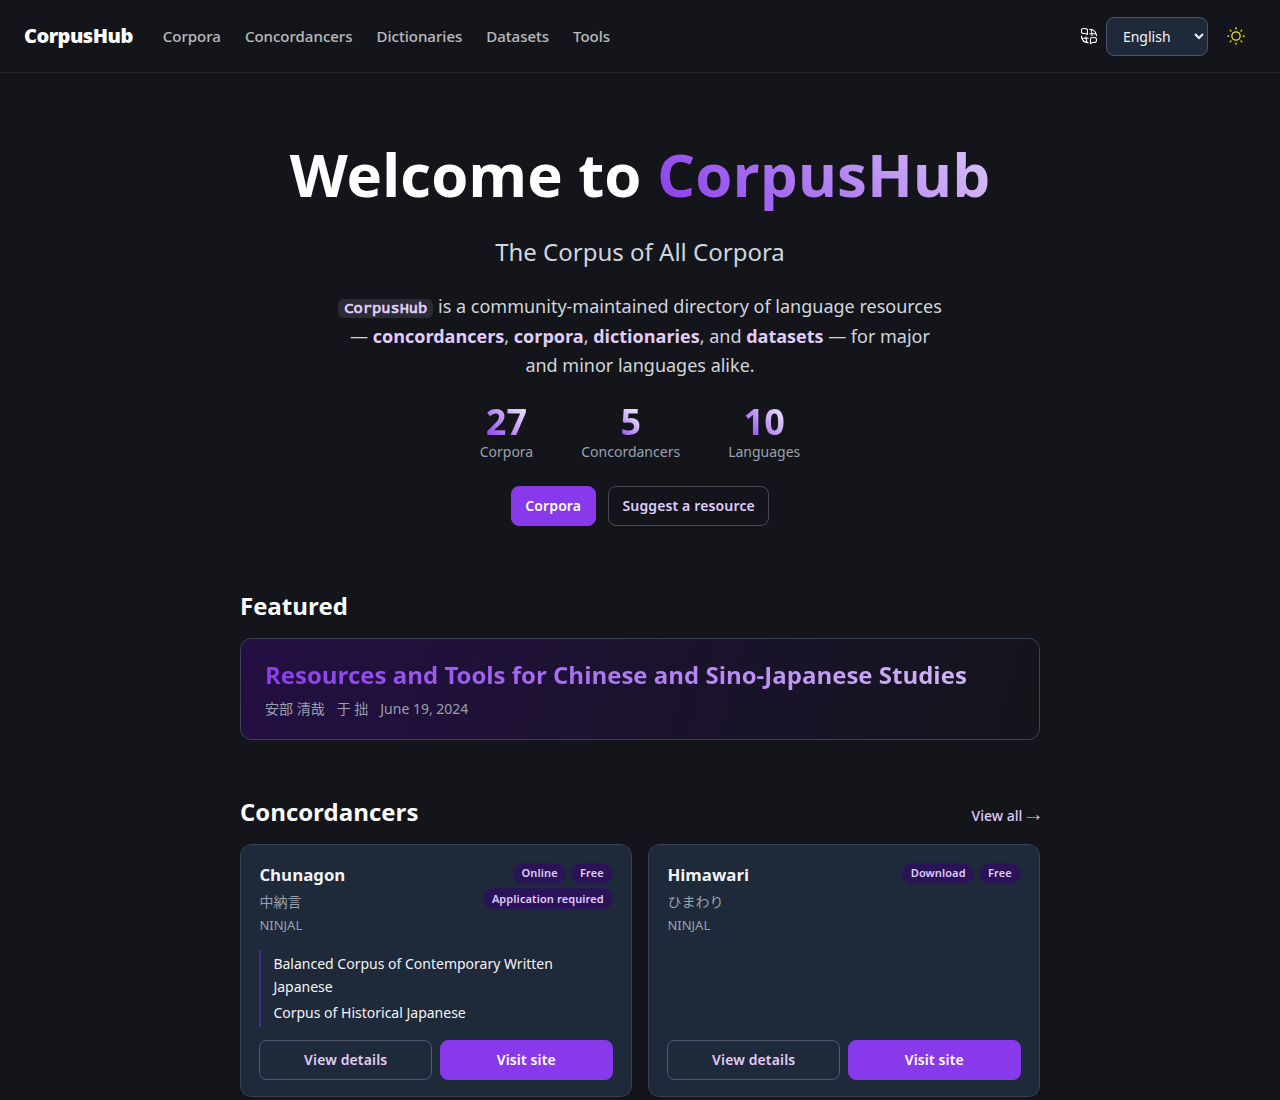 CorpusHub Corpora Concordancers Dictionaries Datasets Tools English
Welcome to CorpusHub
The Corpus of All Corpora
CorpusHub is a community-maintained directory of language resources
— concordancers, corpora, dictionaries, and datasets — for major
and minor languages alike.
27 5 10
Corpora Concordancers Languages
Corpora Suggest a resource
Featured
Resources and Tools for Chinese and Sino-Japanese Studies
安部 清哉 于 拙 June 19, 2024
Concordancers View all →
Chunagon Online Free
中納言 Application required
NINJAL
Balanced Corpus of Contemporary Written
Japanese
Corpus of Historical Japanese
View details Visit site
Himawari Download Free
ひまわり
NINJAL
View details Visit site